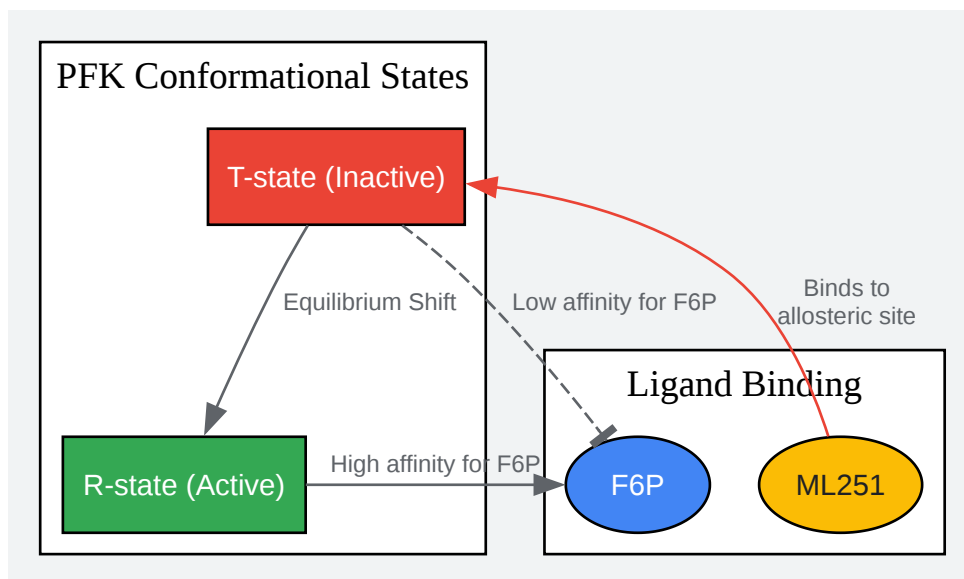 PFK Conformational States
T-state (Inactive)
Equilibrium Shift
Low affinity for F6P
Binds to
allosteric site
Ligand Binding
R-state (Active)
High affinity for F6P
F6P
ML251